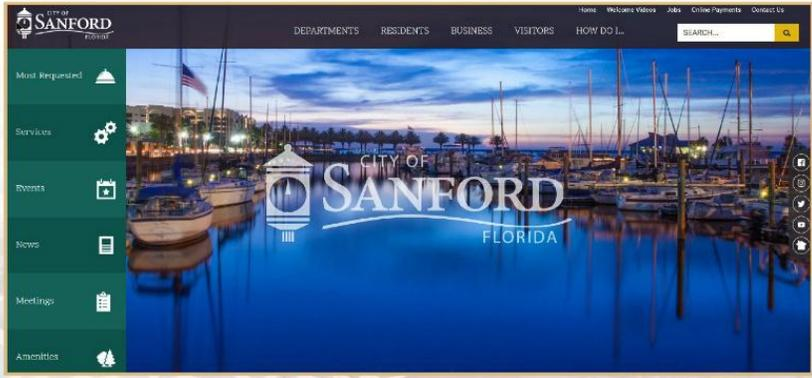 CITY OF
SANFORD
FLORIDA
Home Welcome Videos Jobs Online Payments Contact Us
DEPARTMENTS RESIDENTS BUSINESS VISITORS HOW DO I...
SEARCH...
Most Requested
Services
Events
News
Meetings
Amenities
CITY OF
SANFORD
FLORIDA